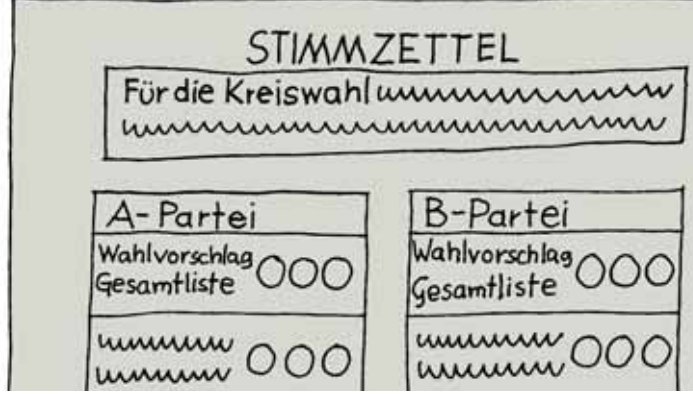 STIMMZETTEL
Für die Kreiswahl
A-Partei
Wahlvorschlag
Gesamtliste
B-Partei
Wahlvorschlag
Gesamtliste